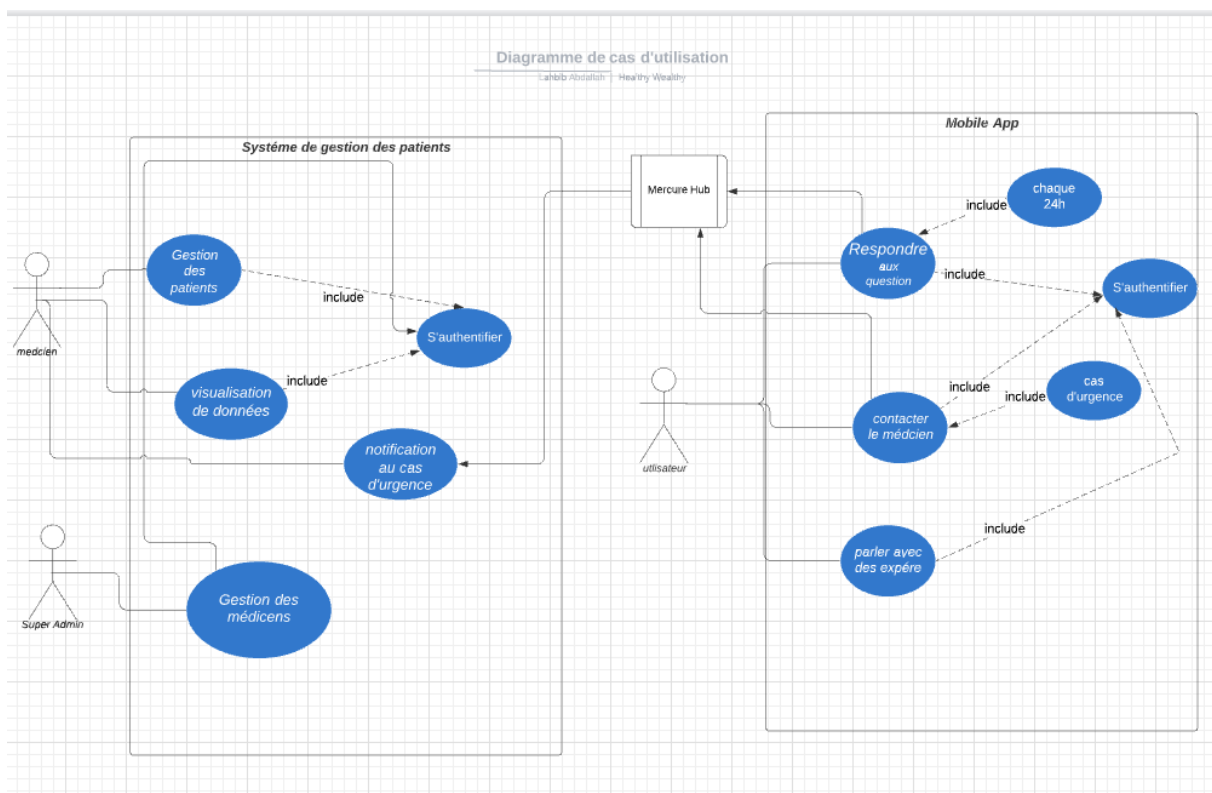 Diagramme de cas d'utilisation
Lahbib Abdallah | Healthy Wealthy
Systéme de gestion des patients
Mobile App
Mercure Hub
chaque
24h
include
Gestion
des
patients
Respondre
aux
question
include
S'authentifier
include
S'authentifier
medcien
include
visualisation
de données
include
cas
d'urgence
include
contacter
le médcien
utlisateur
notification
au cas
d'urgence
include
parler avec
des expére
Gestion des
médicens
Super Admin